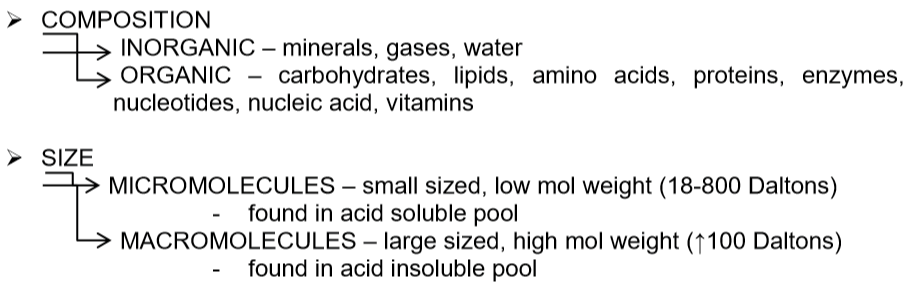 ➢ COMPOSITION
INORGANIC – minerals, gases, water
ORGANIC – carbohydrates, lipids, amino acids, proteins, enzymes,
nucleotides, nucleic acid, vitamins
➢ SIZE
MICROMOLECULES – small sized, low mol weight (18-800 Daltons)
- found in acid soluble pool
MACROMOLECULES – large sized, high mol weight (↑100 Daltons)
- found in acid insoluble pool